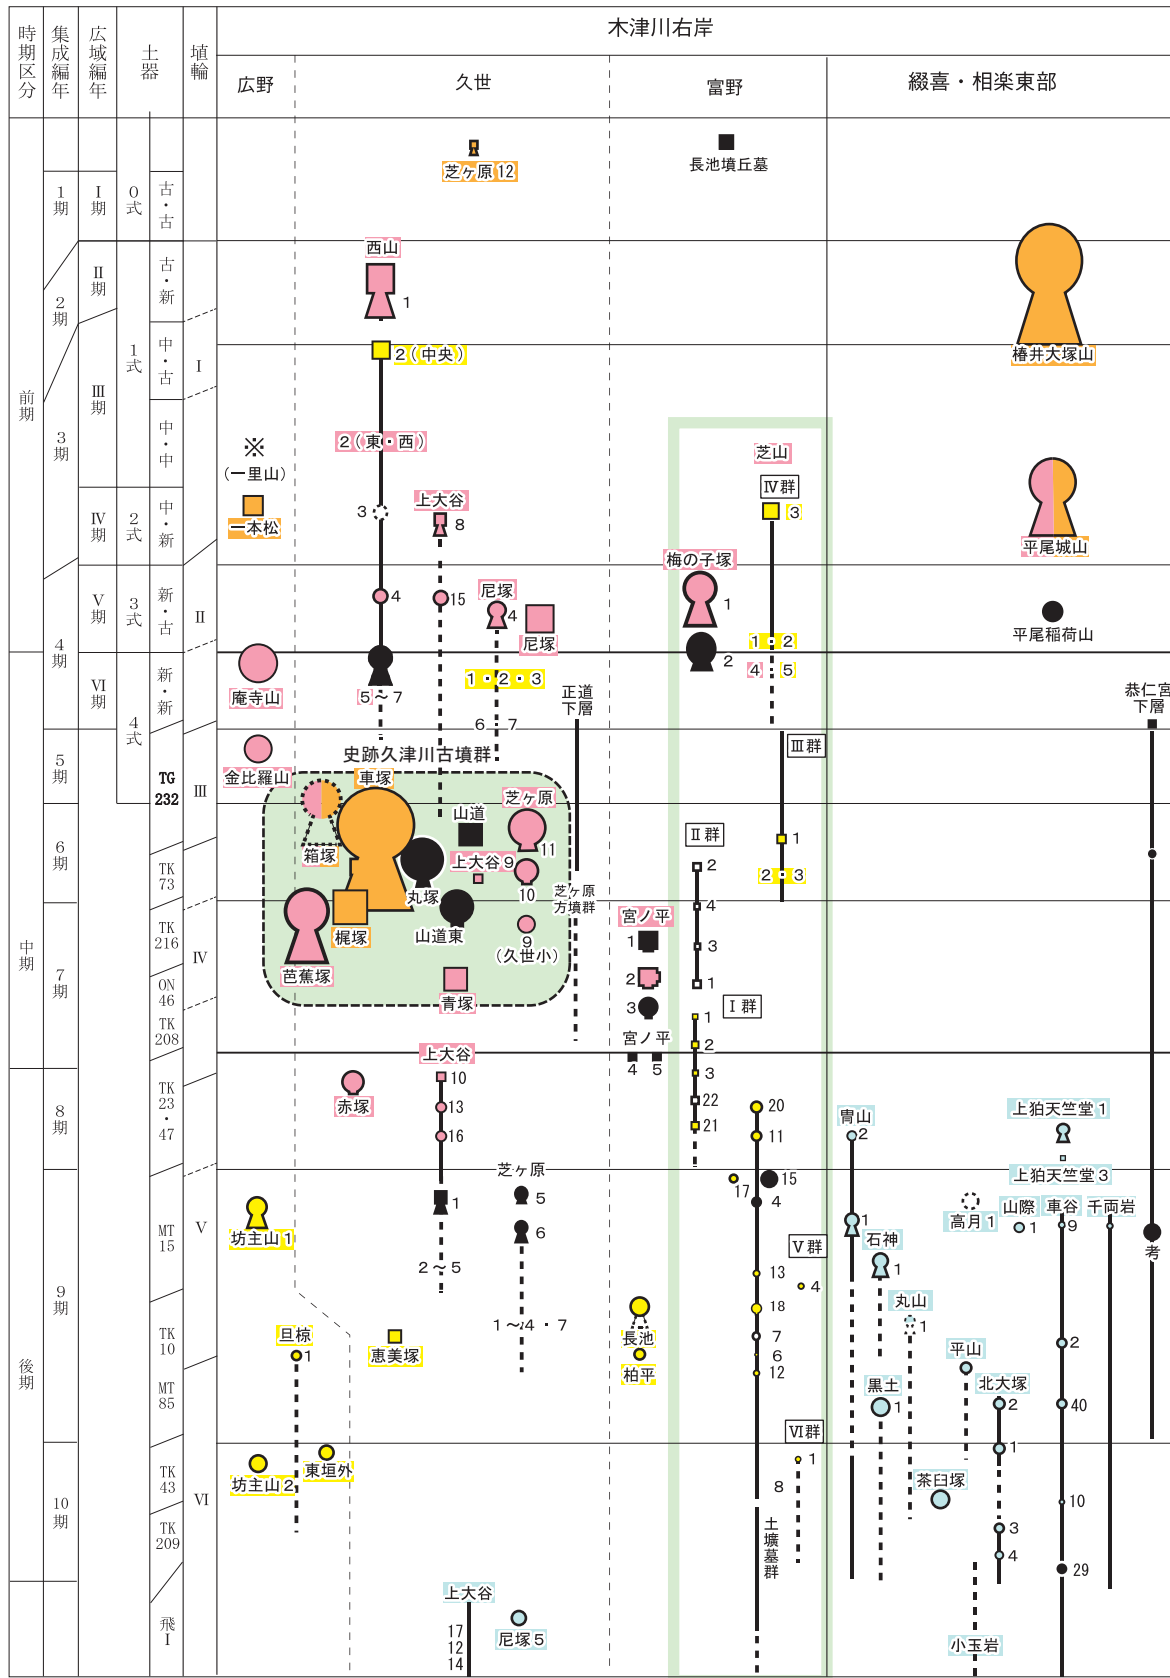 木津川右岸
時期区分
集成編年
広域編年
土器
埴輪
広野
久世
富野
綴喜・相楽東部
前期
中期
後期
1期
2期
3期
4期
5期
6期
7期
8期
9期
10期
Ⅰ期
Ⅱ期
Ⅲ期
Ⅳ期
Ⅴ期
Ⅵ期
0式
1式
2式
3式
4式
古・古
古・新
中・古
中・中
中・新
新・古
新・新
TG
232
TK
73
TK
216
ON
46
TK
208
TK
23
・
47
MT
15
TK
10
MT
85
TK
43
TK
209
飛Ⅰ
Ⅰ
Ⅱ
Ⅲ
Ⅳ
Ⅴ
Ⅵ
※
(一里山)
一本松
庵寺山
金比羅山
坊主山 1
旦椋
1
坊主山 2
東垣外
芝ヶ原 12
西山
1
2(中央)
2(東・西)
3
上大谷
8
4
15
尼塚
4
尼塚
5～7
1・2・3
6・7
正道
下層
史跡久津川古墳群
車塚
箱塚
山道
芝ヶ原
11
丸塚
上大谷 9
10
芝ヶ原
方墳群
梶塚
山道東
9
(久世小)
芭蕉塚
青塚
上大谷
10
赤塚
13
16
芝ヶ原
1
5
6
2～5
1～4・7
恵美塚
上大谷
17
12
14
尼塚 5
長池墳丘墓
芝山
Ⅳ群
3
梅の子塚
1
2
1・2
4
5
Ⅲ群
1
2・3
Ⅱ群
2
4
3
1
宮ノ平
1
2
3
宮ノ平
4 5
Ⅰ群
1
2
3
22
21
20
11
17
15
4
Ⅴ群
13
4
18
7
6
12
長池
柏平
Ⅵ群
1
8
土壙墓群
椿井大塚山
平尾城山
平尾稲荷山
恭仁宮
下層
考
冑山
2
1
石神
1
丸山
1
黒土
1
平山
北大塚
2
1
3
4
茶臼塚
小玉岩
上狛天竺堂 1
上狛天竺堂 3
高月 1
山際
1
車谷
9
2
40
10
29
千両岩